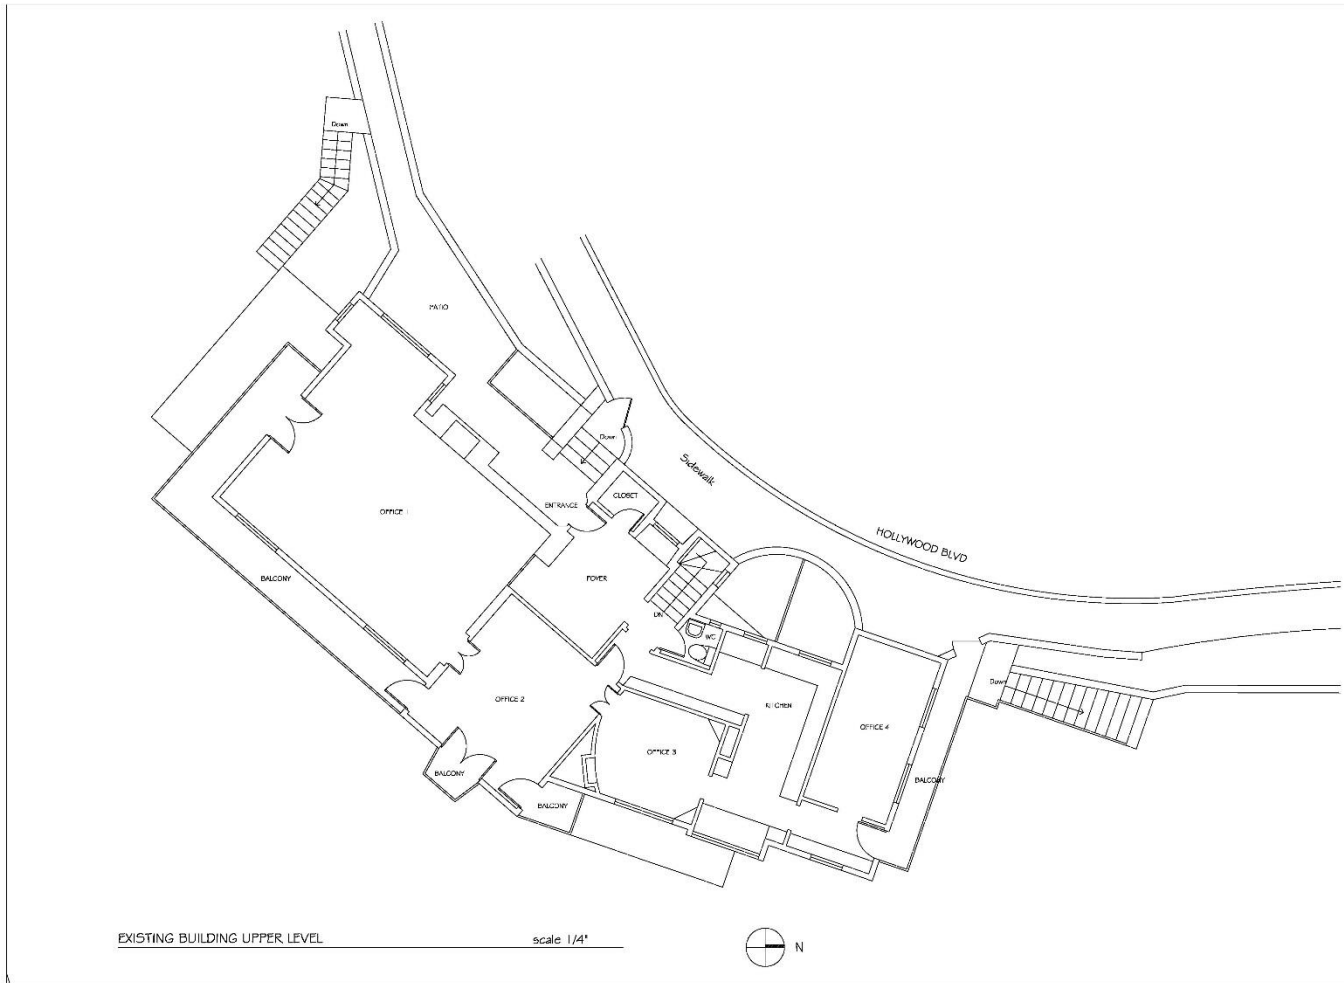 Down
PATIO
Down
Sidewalk
CLOSET
ENTRANCE
OFFICE 1
HOLLYWOOD BLVD
FOYER
BALCONY
DN
WC
Down
OFFICE 2
KITCHEN
OFFICE 4
OFFICE 3
BALCONY
BALCONY
BALCONY
EXISTING BUILDING UPPER LEVEL
scale 1/4"
N